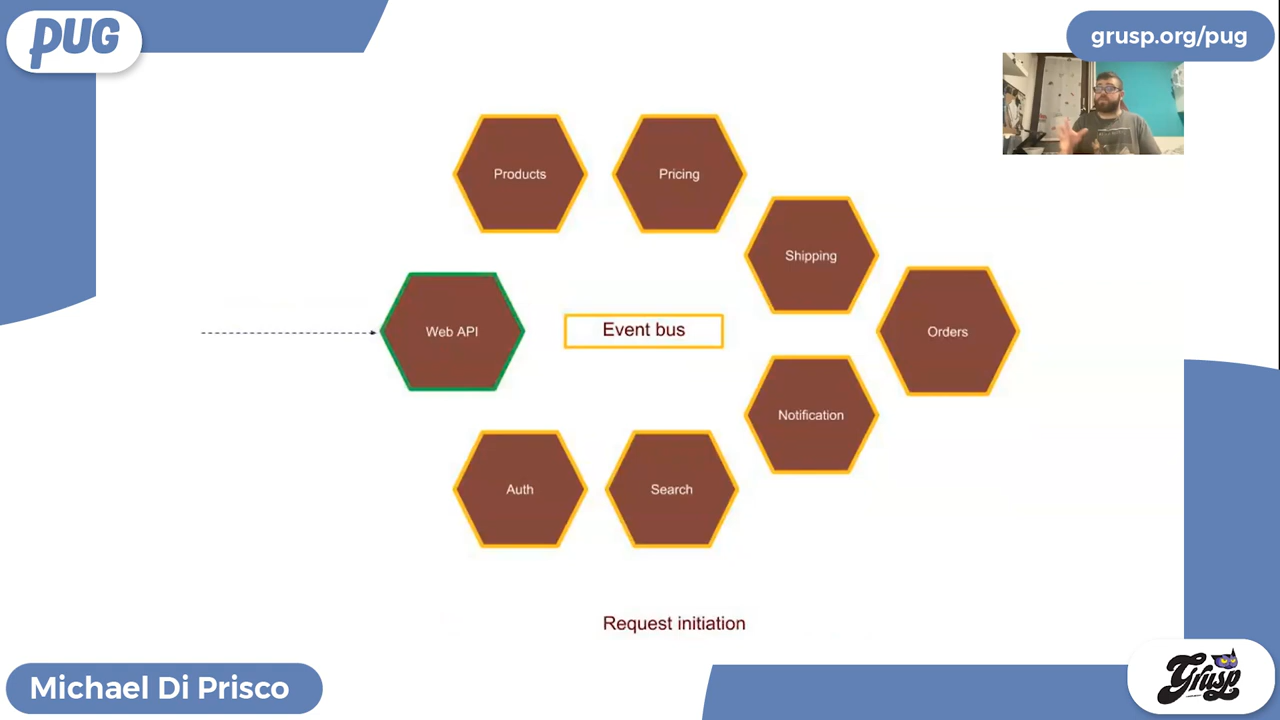 PUG
grusp.org/pug
Products
Pricing
Shipping
Web API
Event bus
Orders
Notification
Auth
Search
Request initiation
Michael Di Prisco
Grusp